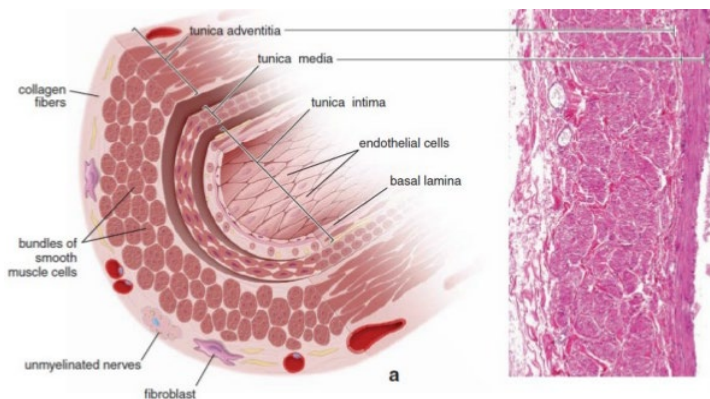 tunica adventitia
tunica media
collagen
fibers
tunica intima
endothelial cells
basal lamina
bundles of
smooth
muscle cells
unmyelinated nerves
a
fibroblast